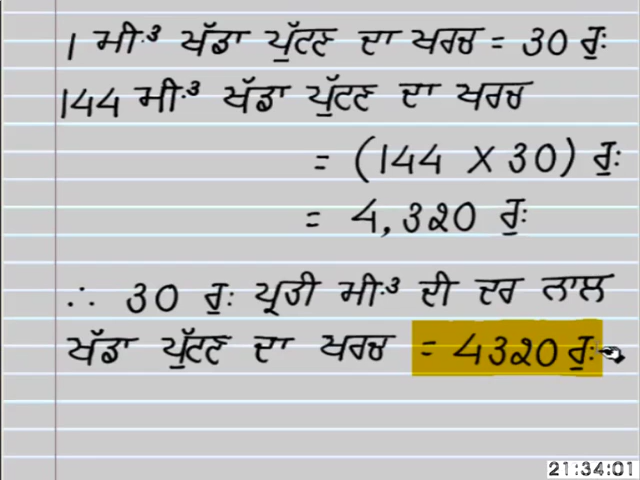 1 ਮੀ:³ ਖੱਡਾ ਪੁੱਟਣ ਦਾ ਖਰਚ = 30 ਰੁ:
144 ਮੀ:³ ਖੱਡਾ ਪੁੱਟਣ ਦਾ ਖਰਚ
= (144 X 30) ਰੁ:
= 4,320 ਰੁ:
∴ 30 ਰੁ: ਪ੍ਰਤੀ ਮੀ:³ ਦੀ ਦਰ ਨਾਲ
ਖੱਡਾ ਪੁੱਟਣ ਦਾ ਖਰਚ = 4320 ਰੁ:
21:34:01